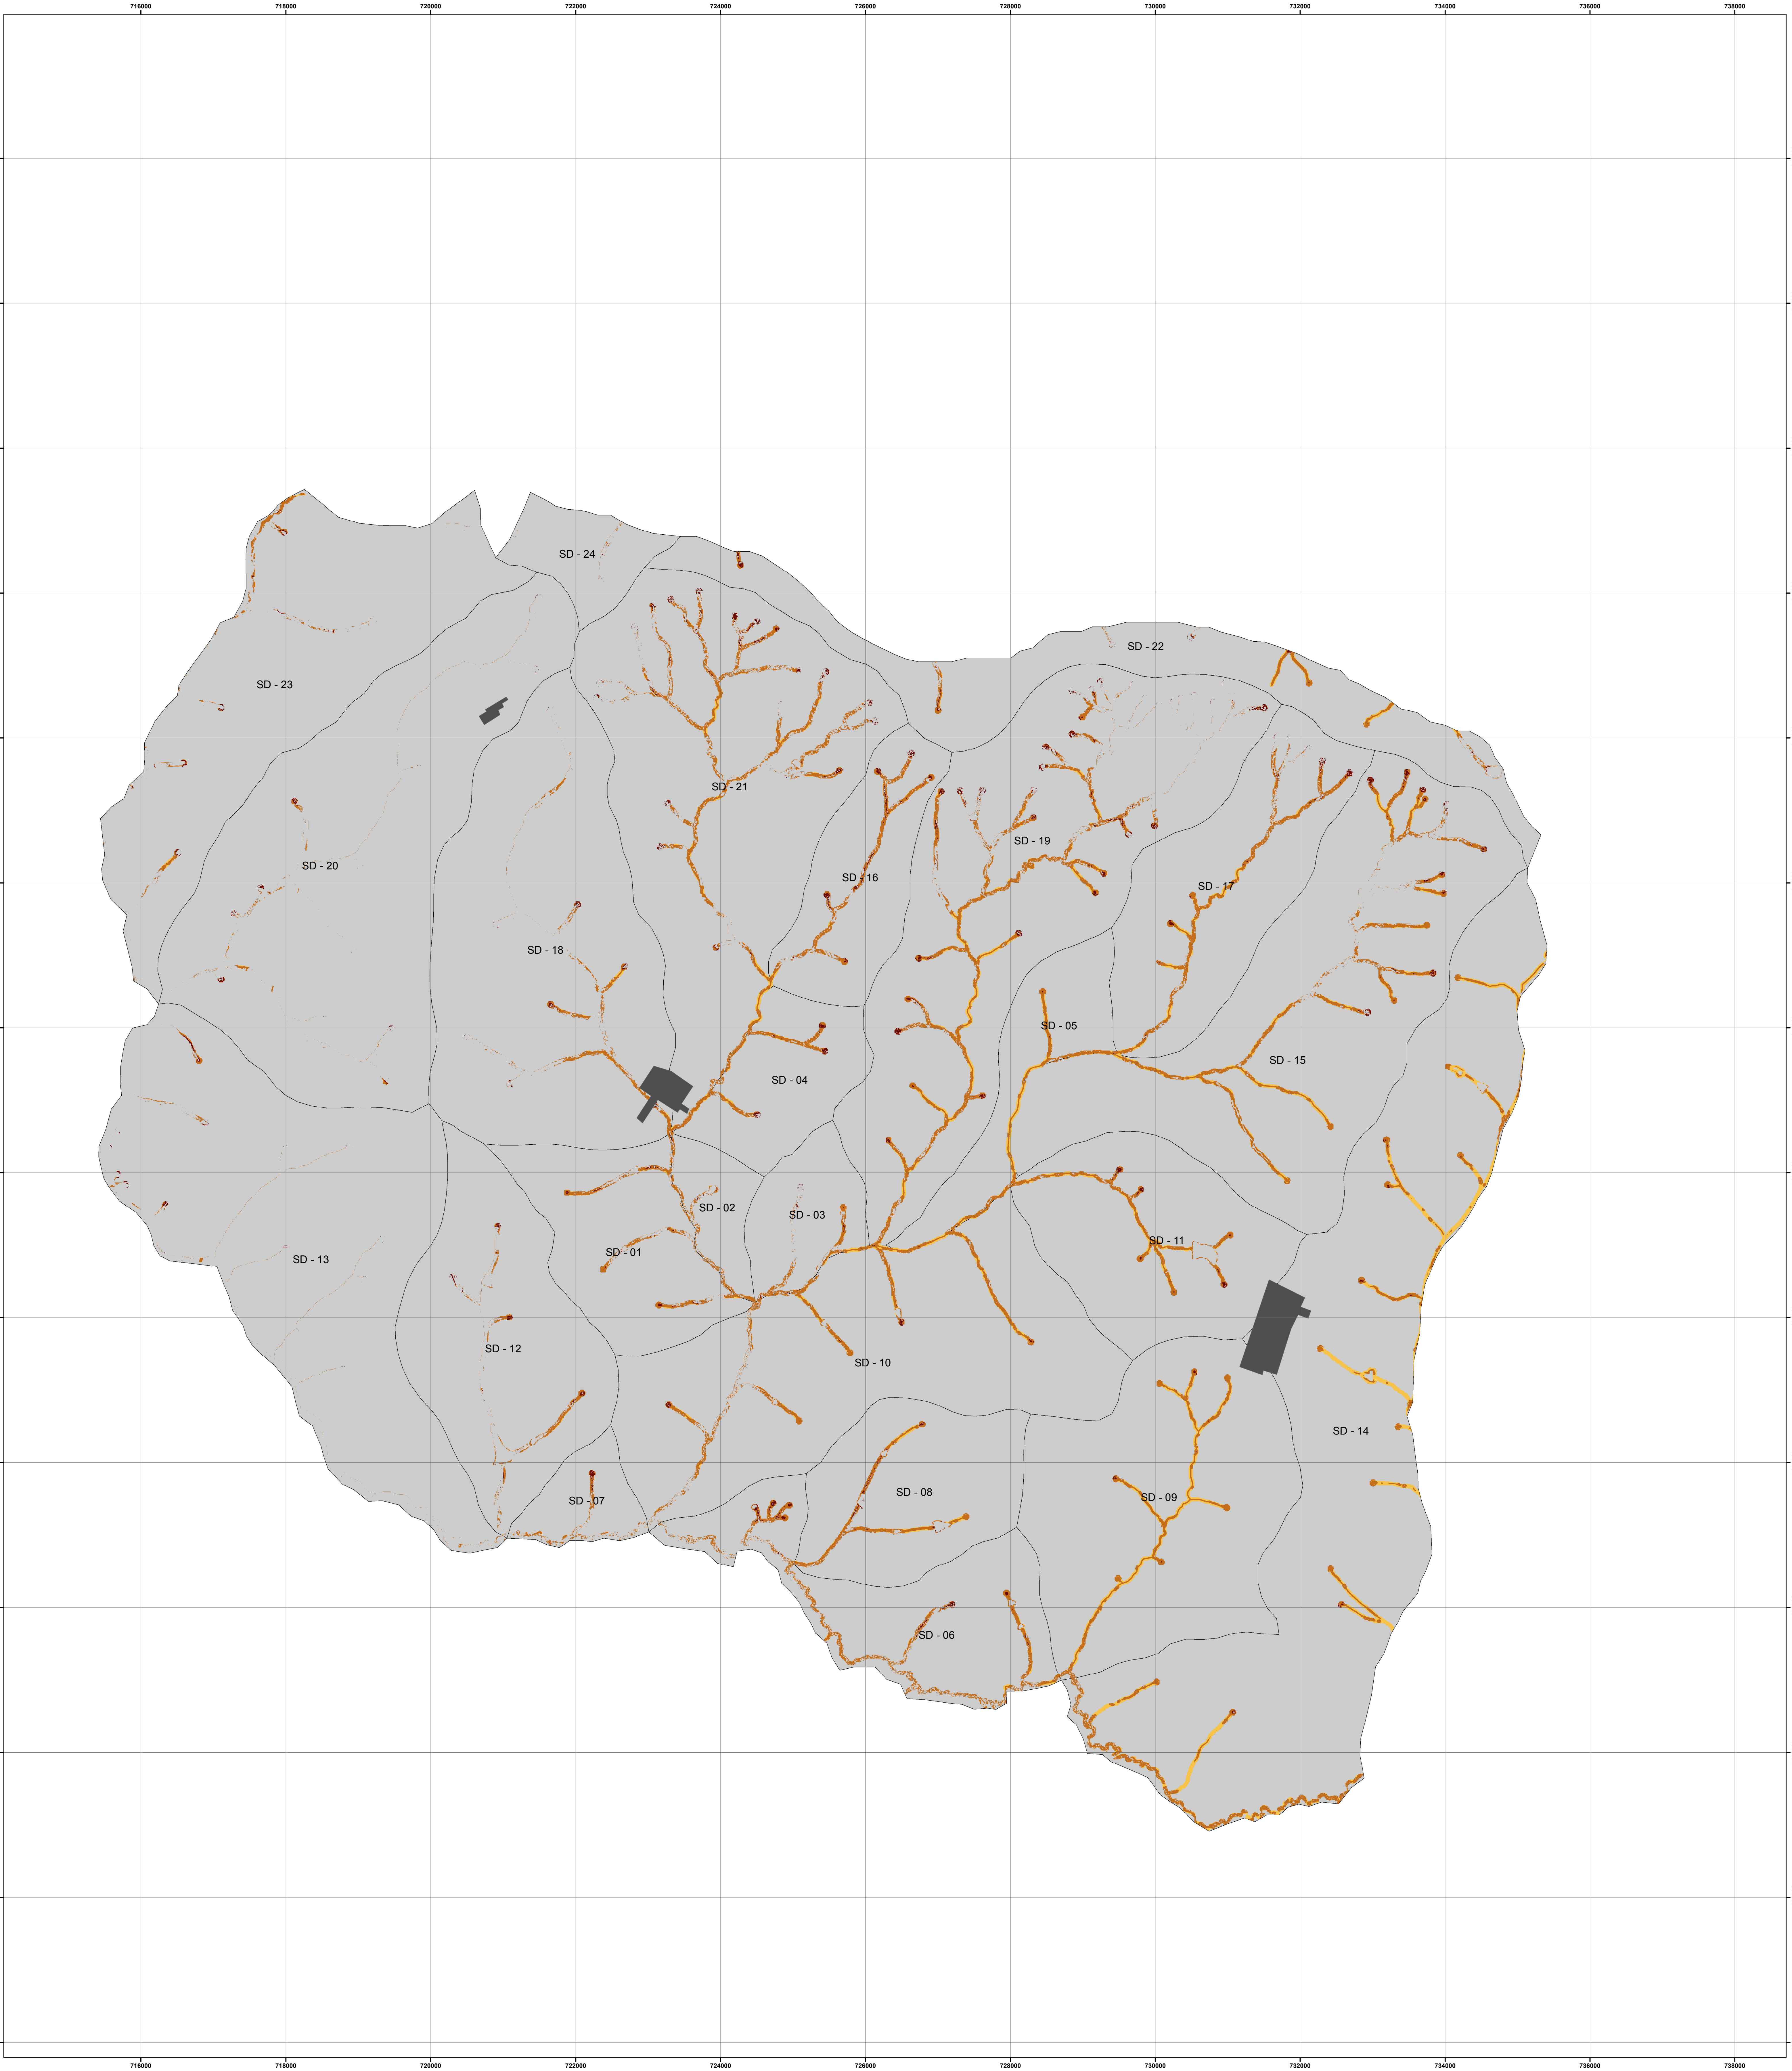 716000 718000 720000 722000 724000 726000 728000 730000 732000 734000 736000 738000
SD - 24
SD - 22
SD - 23
SD - 21
SD - 19
SD - 20
SD - 16
SD - 17
SD - 18
SD - 05
SD - 15
SD - 04
SD - 02
SD - 03
SD - 11
SD - 01
SD - 13
SD - 12
SD - 10
SD - 14
SD - 08
SD - 09
SD - 07
SD - 06
716000 718000 720000 722000 724000 726000 728000 730000 732000 734000 736000 738000